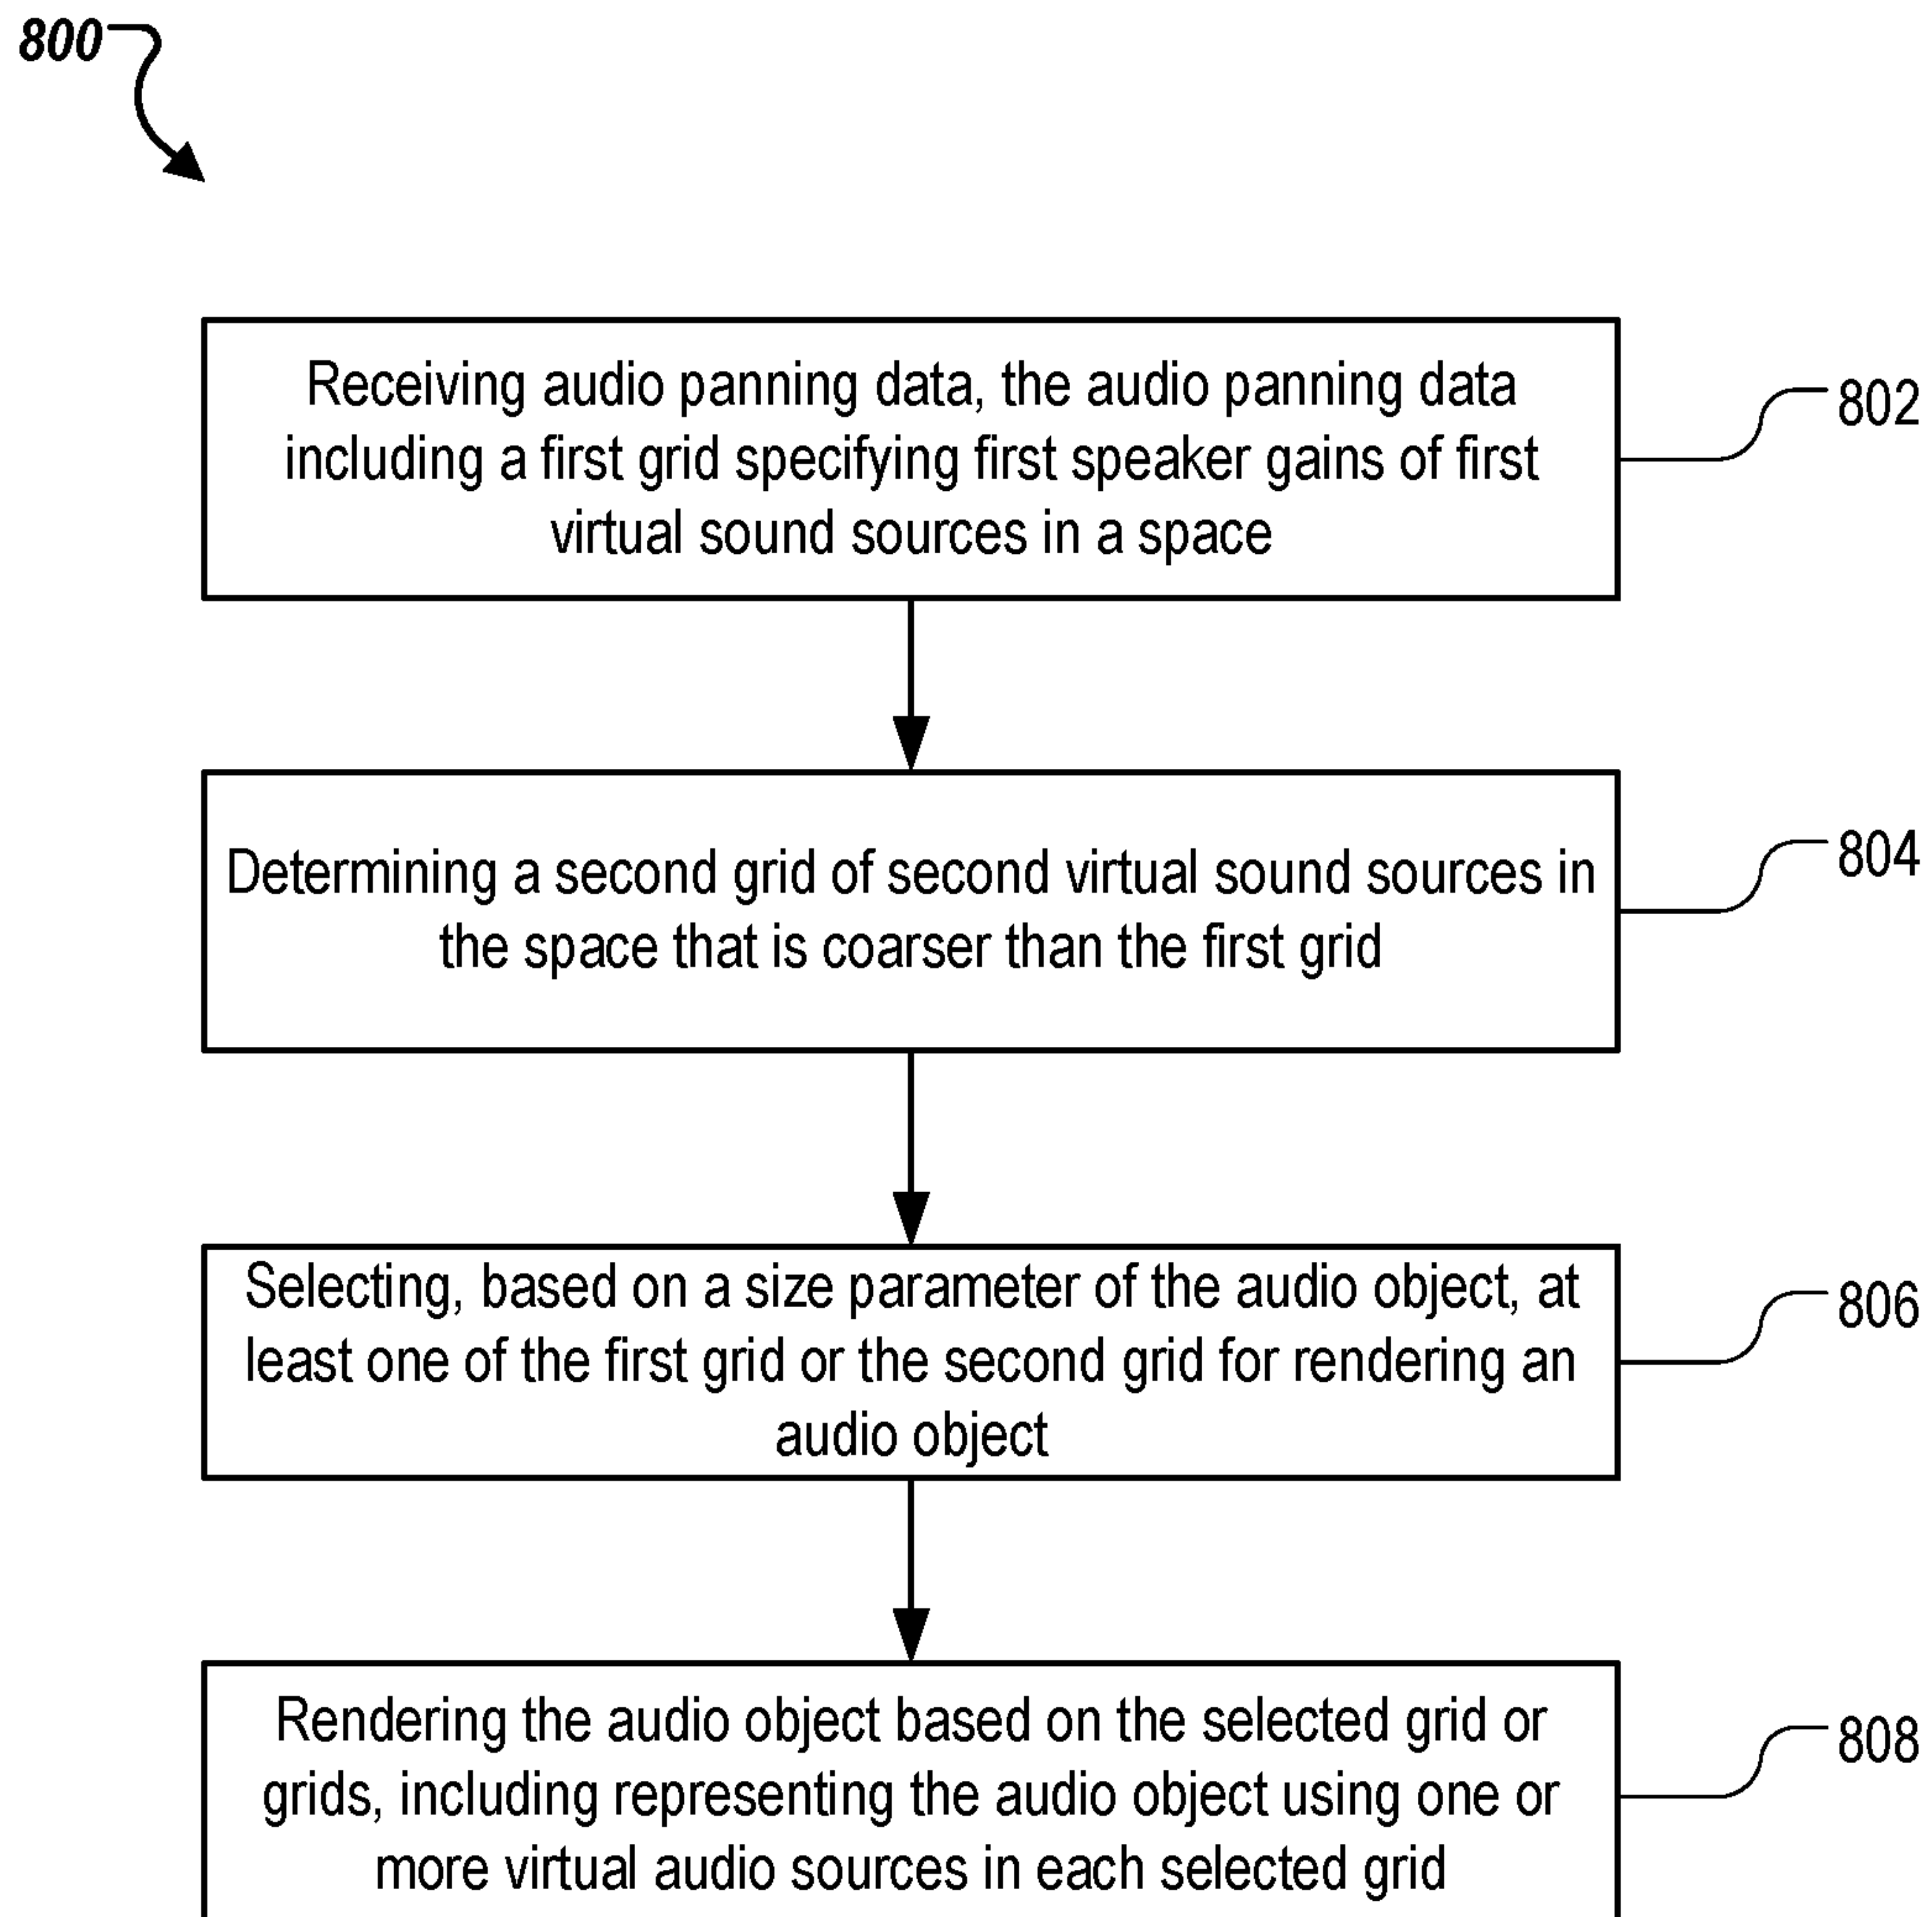 800
Receiving audio panning data, the audio panning data
including a first grid specifying first speaker gains of first
virtual sound sources in a space
802
Determining a second grid of second virtual sound sources in
the space that is coarser than the first grid
804
Selecting, based on a size parameter of the audio object, at
least one of the first grid or the second grid for rendering an
audio object
806
Rendering the audio object based on the selected grid or
grids, including representing the audio object using one or
more virtual audio sources in each selected grid
808